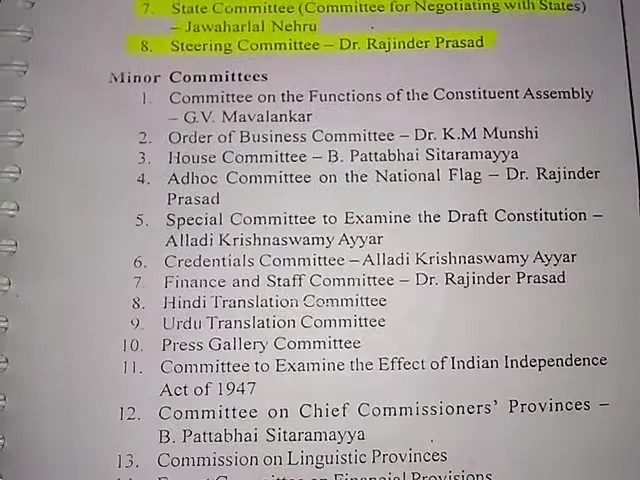 7. State Committee (Committee for Negotiating with States)
– Jawaharlal Nehru
8. Steering Committee – Dr. Rajinder Prasad
Minor Committees
1. Committee on the Functions of the Constituent Assembly
– G.V. Mavalankar
2. Order of Business Committee – Dr. K.M Munshi
3. House Committee – B. Pattabhai Sitaramayya
4. Adhoc Committee on the National Flag – Dr. Rajinder
Prasad
5. Special Committee to Examine the Draft Constitution –
Alladi Krishnaswamy Ayyar
6. Credentials Committee – Alladi Krishnaswamy Ayyar
7. Finance and Staff Committee – Dr. Rajinder Prasad
8. Hindi Translation Committee
9. Urdu Translation Committee
10. Press Gallery Committee
11. Committee to Examine the Effect of Indian Independence
Act of 1947
12. Committee on Chief Commissioners' Provinces –
B. Pattabhai Sitaramayya
13. Commission on Linguistic Provinces
Committee on Financial Provisions